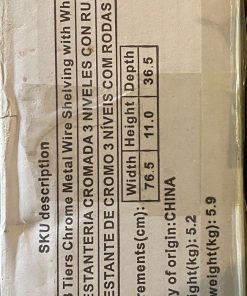 SKU description
Tiers Chrome Metal Wire Shelving with Wh
ESTANTERIA CROMADA 3 NIVELES CON RU
ESTANTE DE CROMO 3 NÍVEIS COM RODAS
Width Height Depth
rements(cm): 76.5 11.0 36.5
y of origin: CHINA
ight(kg): 5.2
weight(kg): 5.9